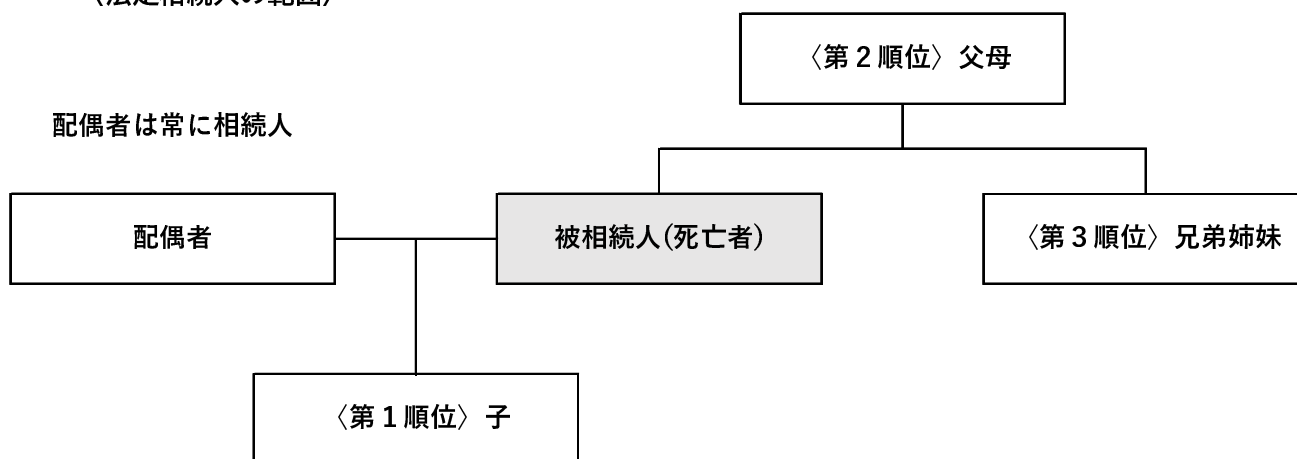 〈第２順位〉父母
配偶者は常に相続人
配偶者
被相続人(死亡者)
〈第３順位〉兄弟姉妹
〈第１順位〉子